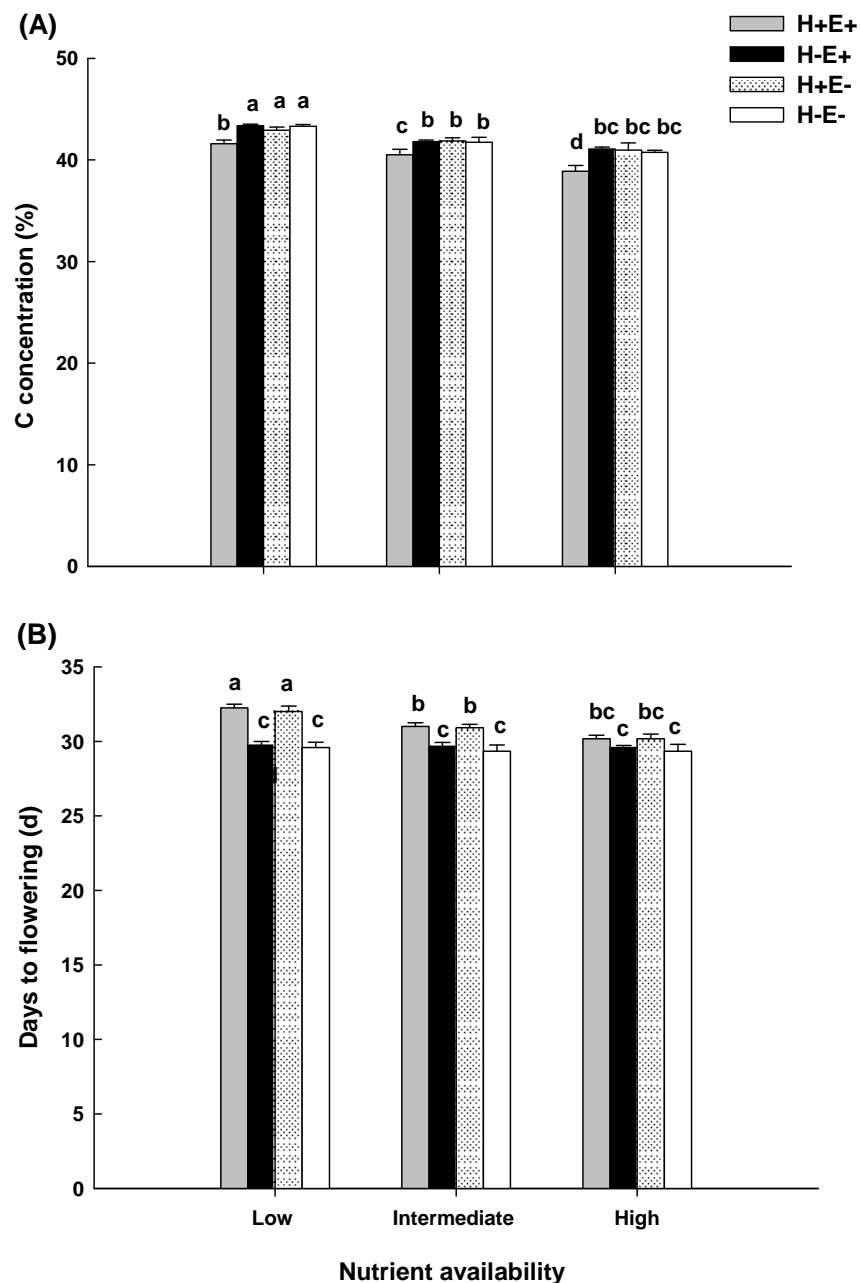 (A)
H+E+
H-E+
H+E-
H-E-
50
40
30
20
10
0
C concentration (%)
b a a a
c b b b
d bc bc bc
(B)
35
30
25
20
15
10
5
0
Days to flowering (d)
a c a c
b c b c
bc c bc c
Low Intermediate High
Nutrient availability